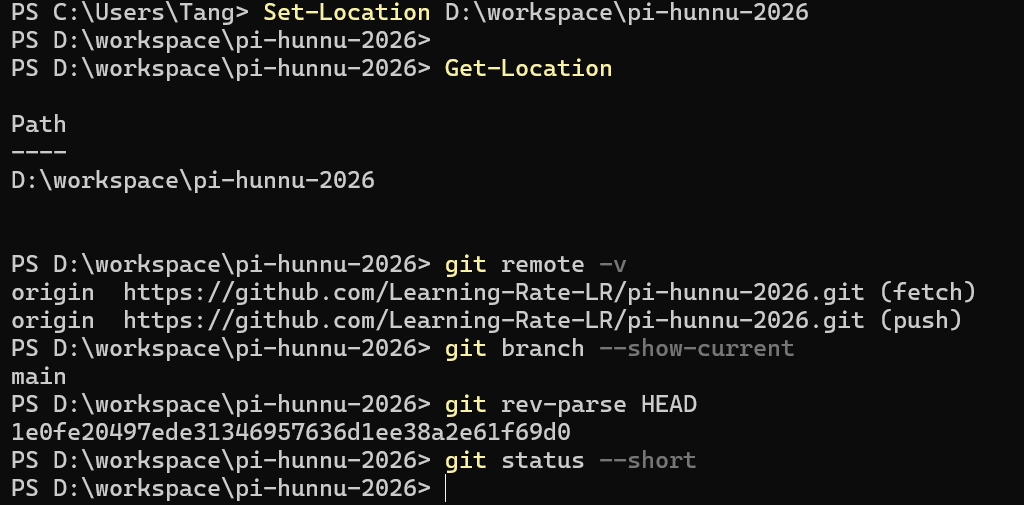 PS C:\Users\Tang> Set-Location D:\workspace\pi-hunnu-2026
PS D:\workspace\pi-hunnu-2026>
PS D:\workspace\pi-hunnu-2026> Get-Location
Path
----
D:\workspace\pi-hunnu-2026
PS D:\workspace\pi-hunnu-2026> git remote -v
origin  https://github.com/Learning-Rate-LR/pi-hunnu-2026.git (fetch)
origin  https://github.com/Learning-Rate-LR/pi-hunnu-2026.git (push)
PS D:\workspace\pi-hunnu-2026> git branch --show-current
main
PS D:\workspace\pi-hunnu-2026> git rev-parse HEAD
1e0fe20497ede31346957636d1ee38a2e61f69d0
PS D:\workspace\pi-hunnu-2026> git status --short
PS D:\workspace\pi-hunnu-2026>